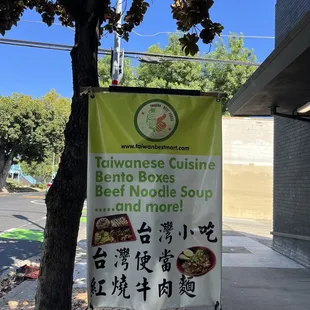 www.taiwanbestmart.com
Taiwanese Cuisine
Bento Boxes
Beef Noodle Soup
.....and more!
台灣小吃
台灣便當
紅燒牛肉麵